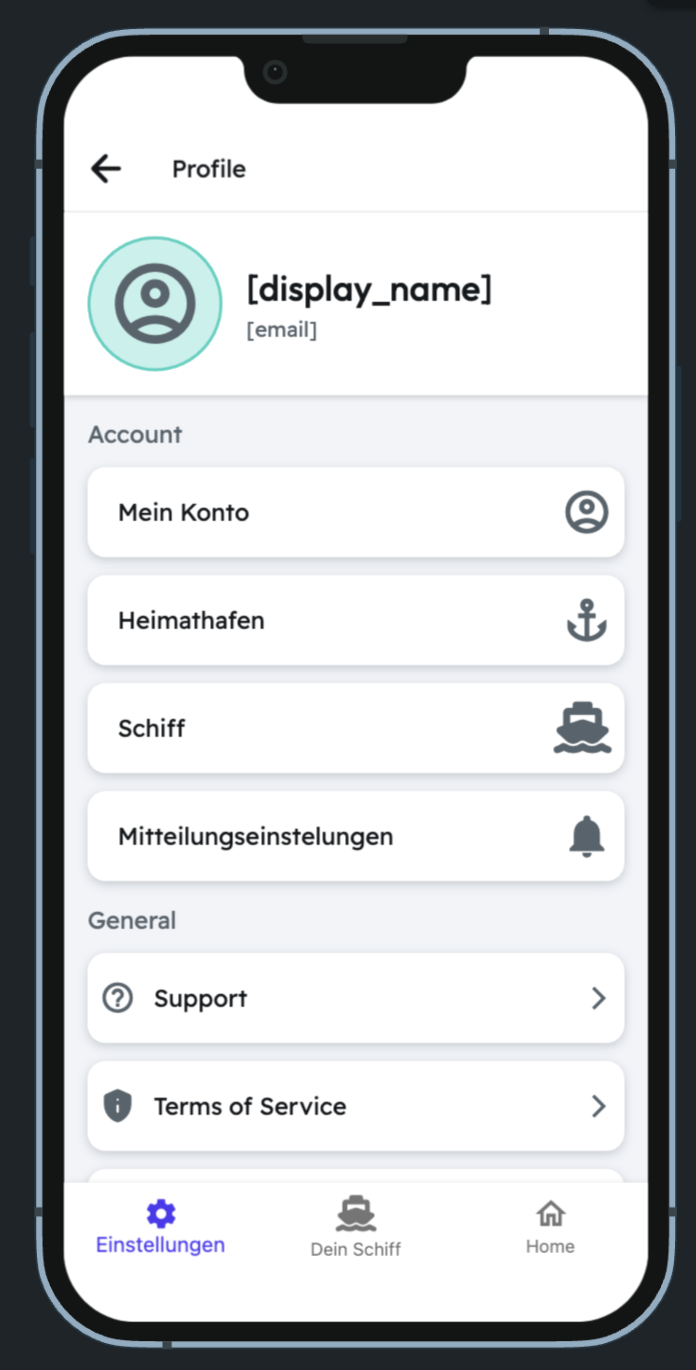 Profile
[display_name]
[email]
Account
Mein Konto
Heimathafen
Schiff
Mitteilungseinstelungen
General
Support
Terms of Service
Einstellungen
Dein Schiff
Home